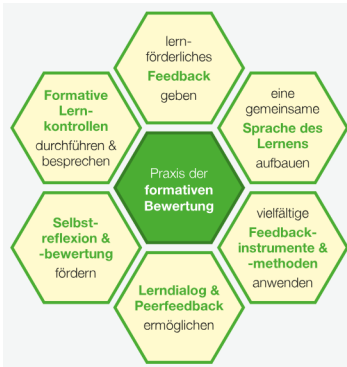 lern-
förderliches
Feedback
geben
eine
gemeinsame
Sprache des
Lernens
aufbauen
vielfältige
Feedback-
instrumente &
-methoden
anwenden
Lerndialog &
Peerfeedback
ermöglichen
Selbst-
reflexion &
-bewertung
fördern
Formative
Lern-
kontrollen
durchführen &
besprechen
Praxis der
formativen
Bewertung